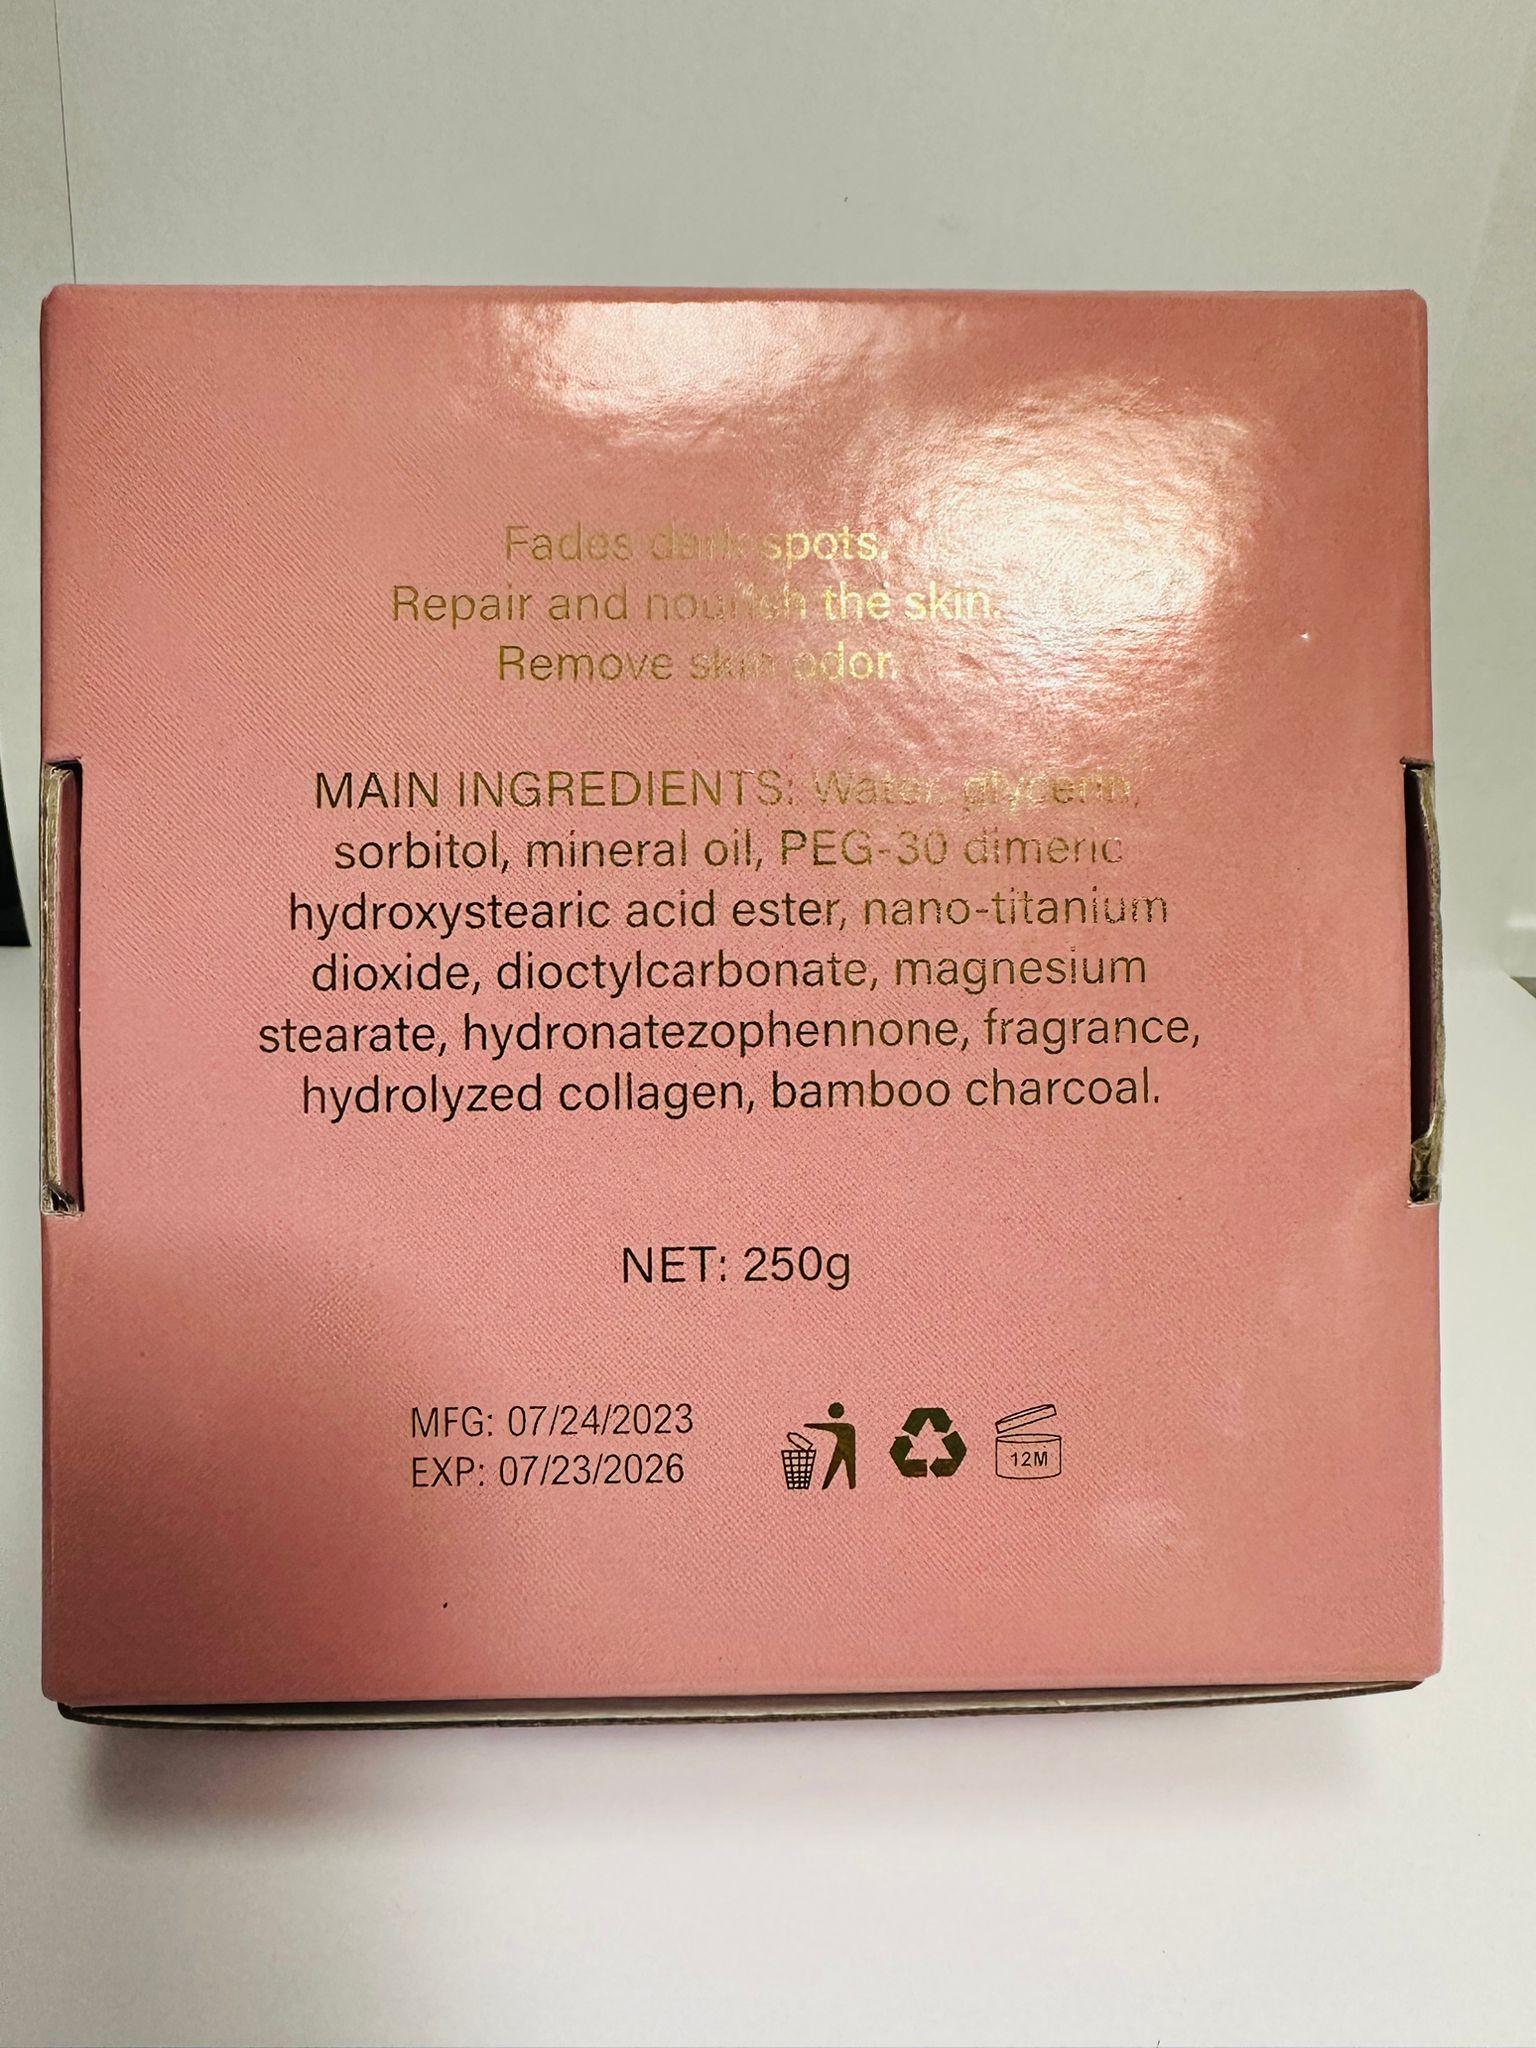 Fades dark spots.
Repair and nourish the skin.
Remove skin odor.
MAIN INGREDIENTS: Water, glycerin,
sorbitol, mineral oil, PEG-30 dimeric
hydroxystearic acid ester, nano-titanium
dioxide, dioctylcarbonate, magnesium
stearate, hydronatezophennone, fragrance,
hydrolyzed collagen, bamboo charcoal.
NET: 250g
MFG: 07/24/2023
EXP: 07/23/2026
12M